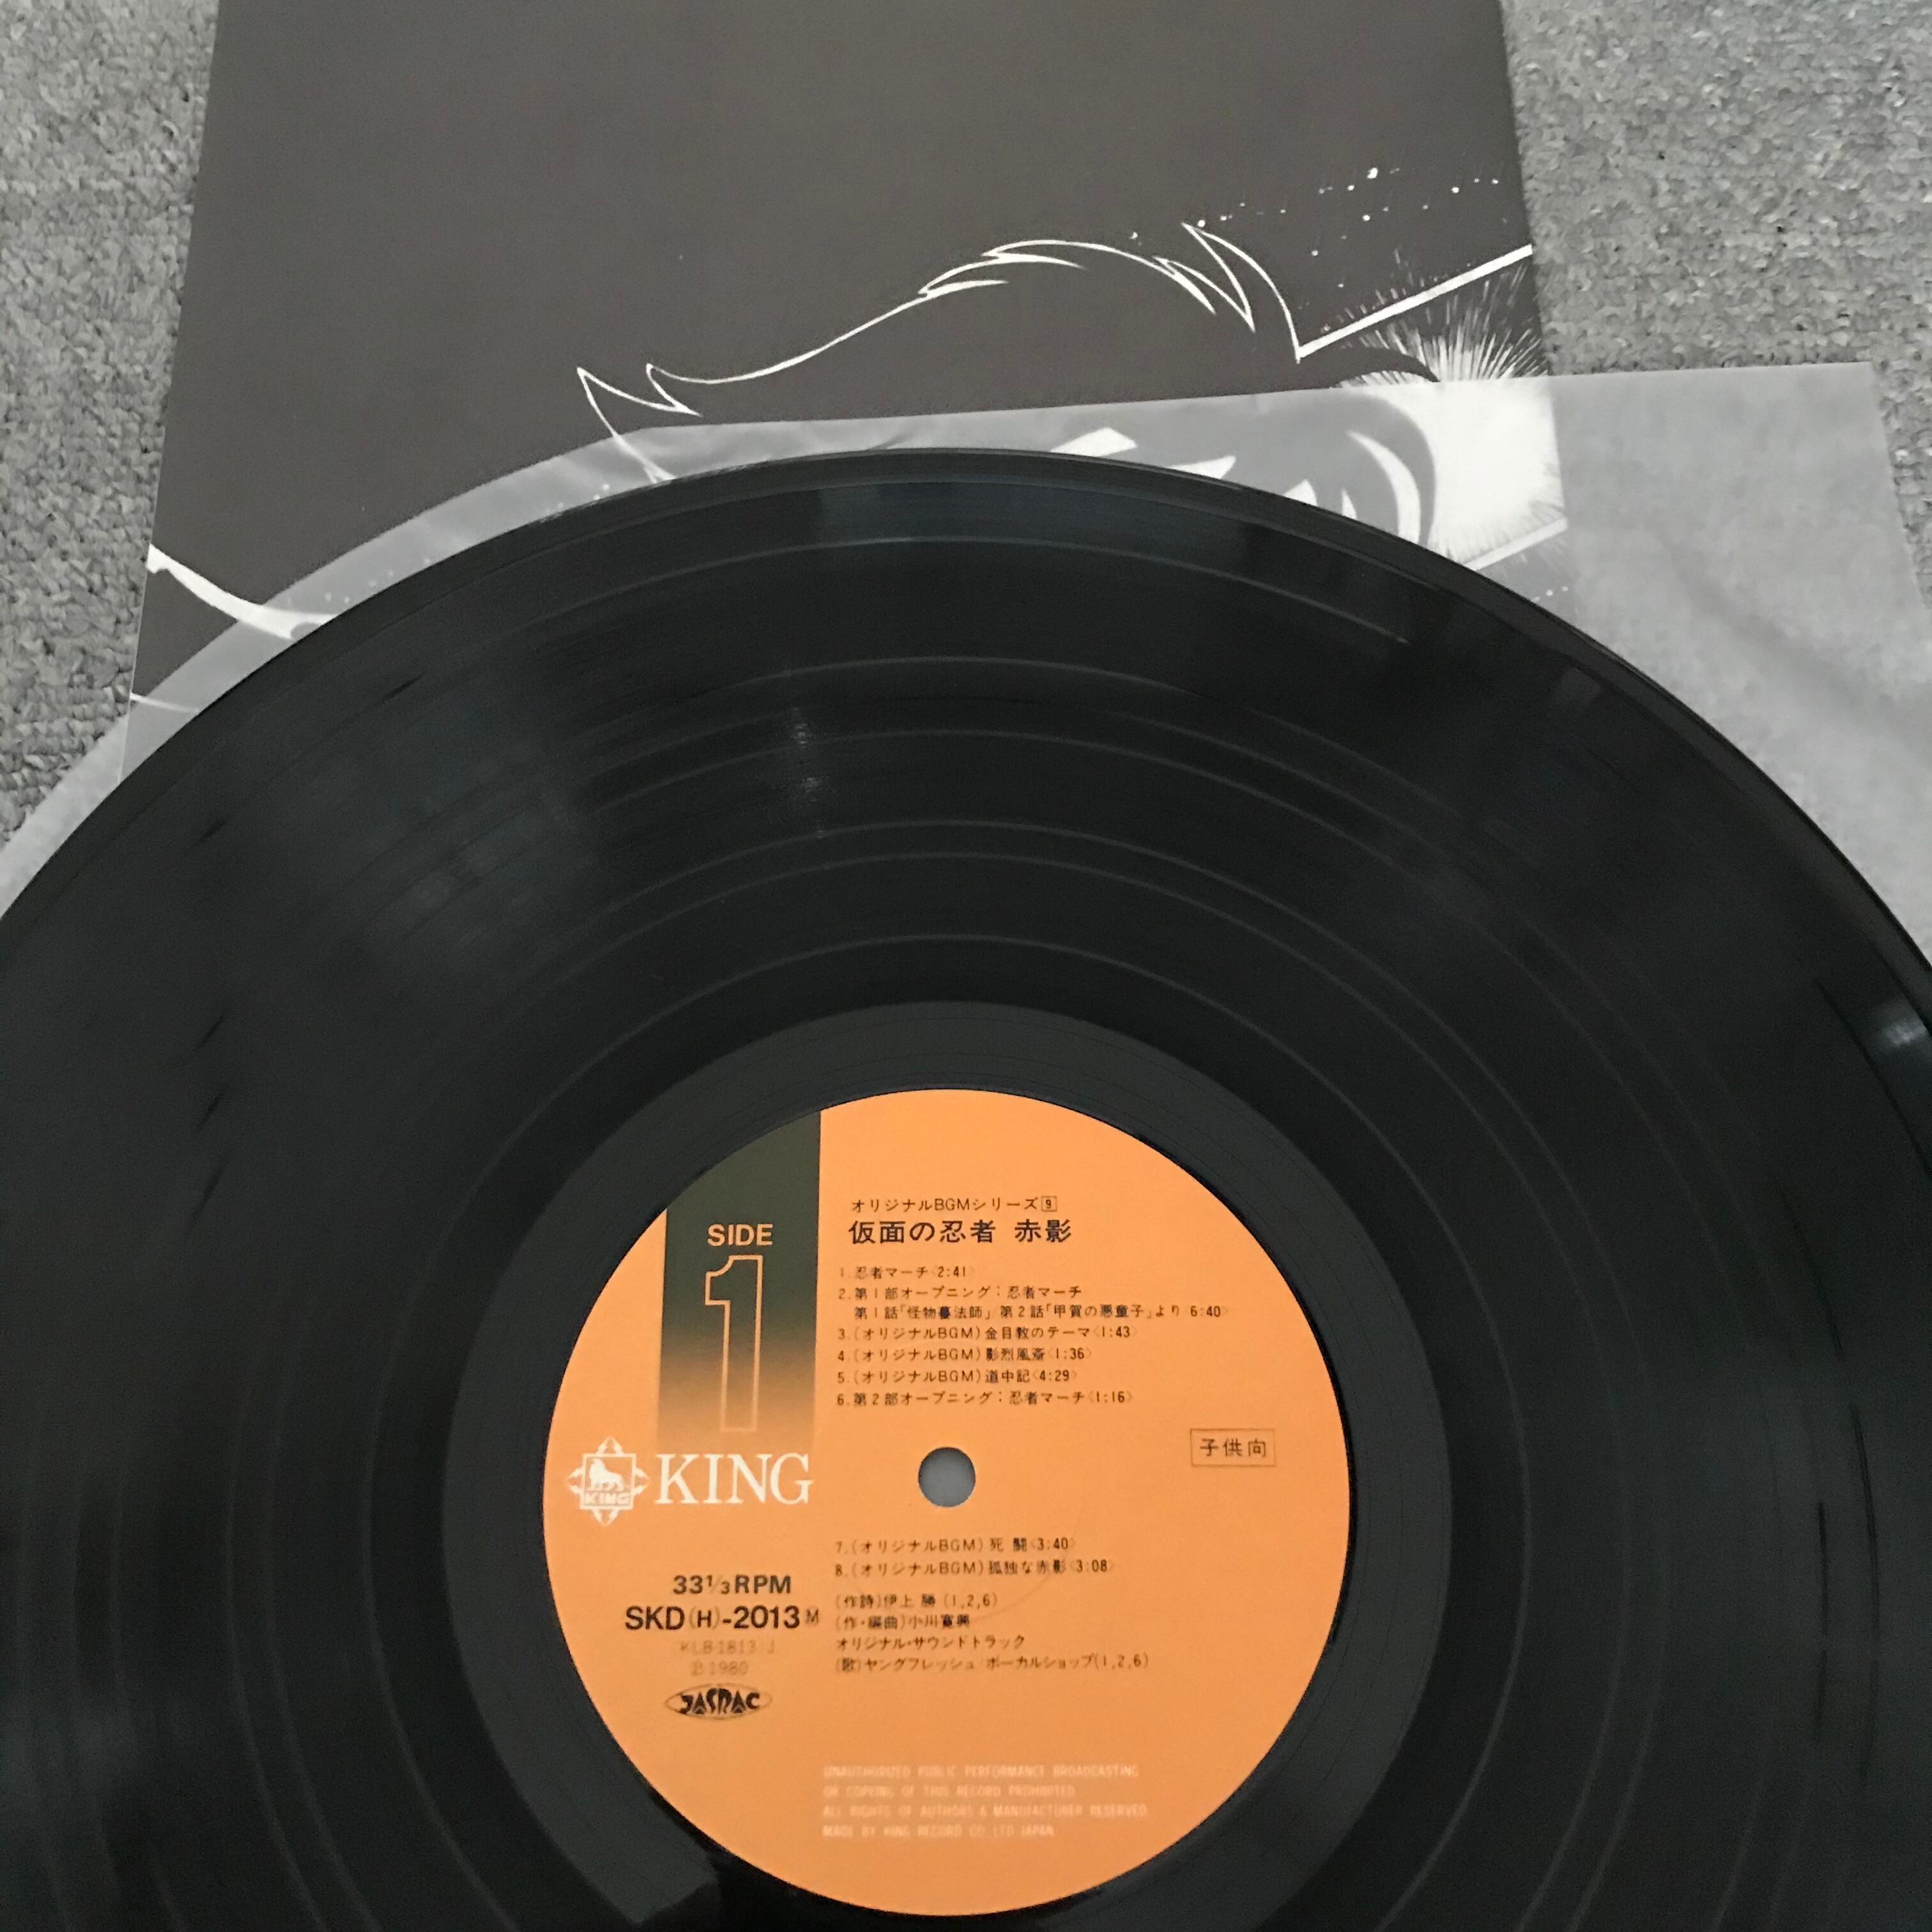 SIDE
1
オリジナルBGMシリーズ9
仮面の忍者 赤影
1.忍者マーチ〈2:41〉
2.第1部オープニング:忍者マーチ
第1話「怪物蟇法師」/第2話「甲賀の悪童子」より〈6:40〉
3.(オリジナルBGM)金目教のテーマ〈1:43〉
4.(オリジナルBGM)影烈風斎〈1:36〉
5.(オリジナルBGM)道中記〈4:29〉
6.第2部オープニング:忍者マーチ〈1:16〉
子供向
KING
KING
7.(オリジナルBGM)死 闘〈3:40〉
8.(オリジナルBGM)孤独な赤影〈3:08〉
33⅓RPM
SKD(H)-2013M
(KLB-1813)J
Ⓟ1980
JASRAC
(作詩)伊上 勝 (1,2,6)
(作・編曲)小川寛興
オリジナル・サウンドトラック
(歌)ヤングフレッシュ/ボーカルショップ(1,2,6)
UNAUTHORIZED PUBLIC PERFORMANCE BROADCASTING
OR COPYING OF THIS RECORD PROHIBITED
ALL RIGHTS OF AUTHORS & MANUFACTURER RESERVED
MADE BY KING RECORD CO. LTD JAPAN